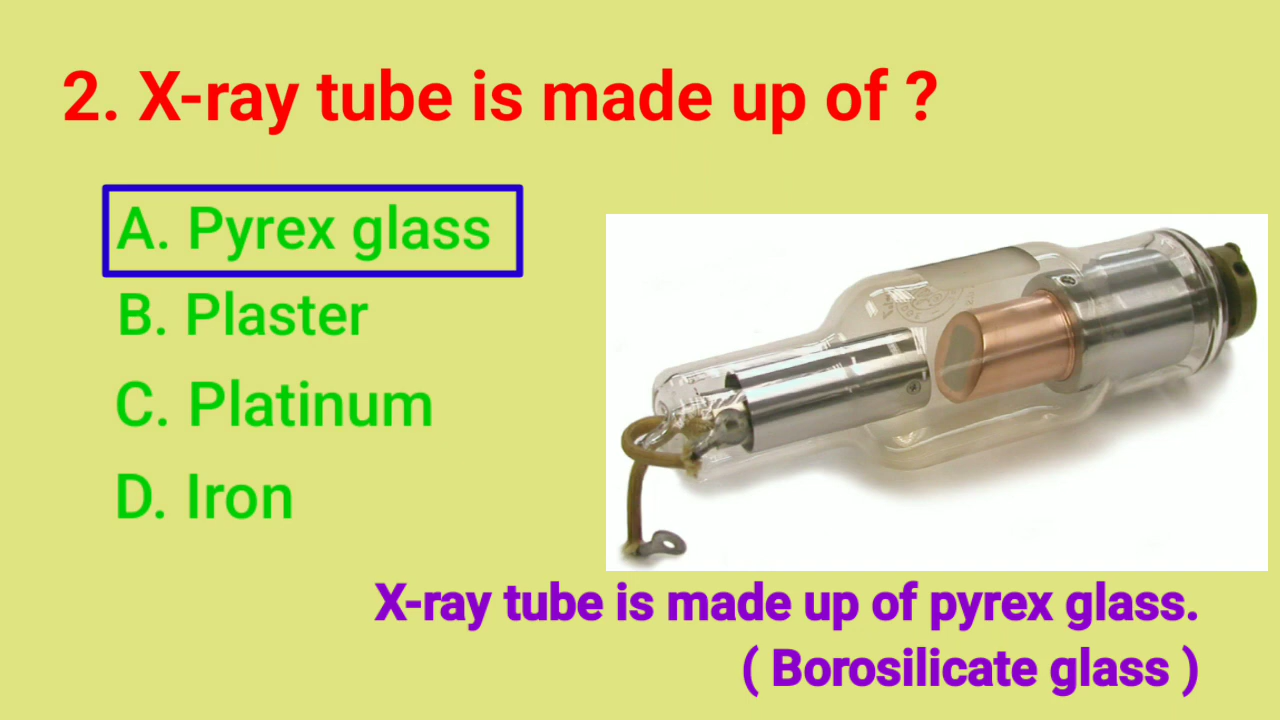 2. X-ray tube is made up of ?
A. Pyrex glass
B. Plaster
C. Platinum
D. Iron
X-ray tube is made up of pyrex glass.
( Borosilicate glass )